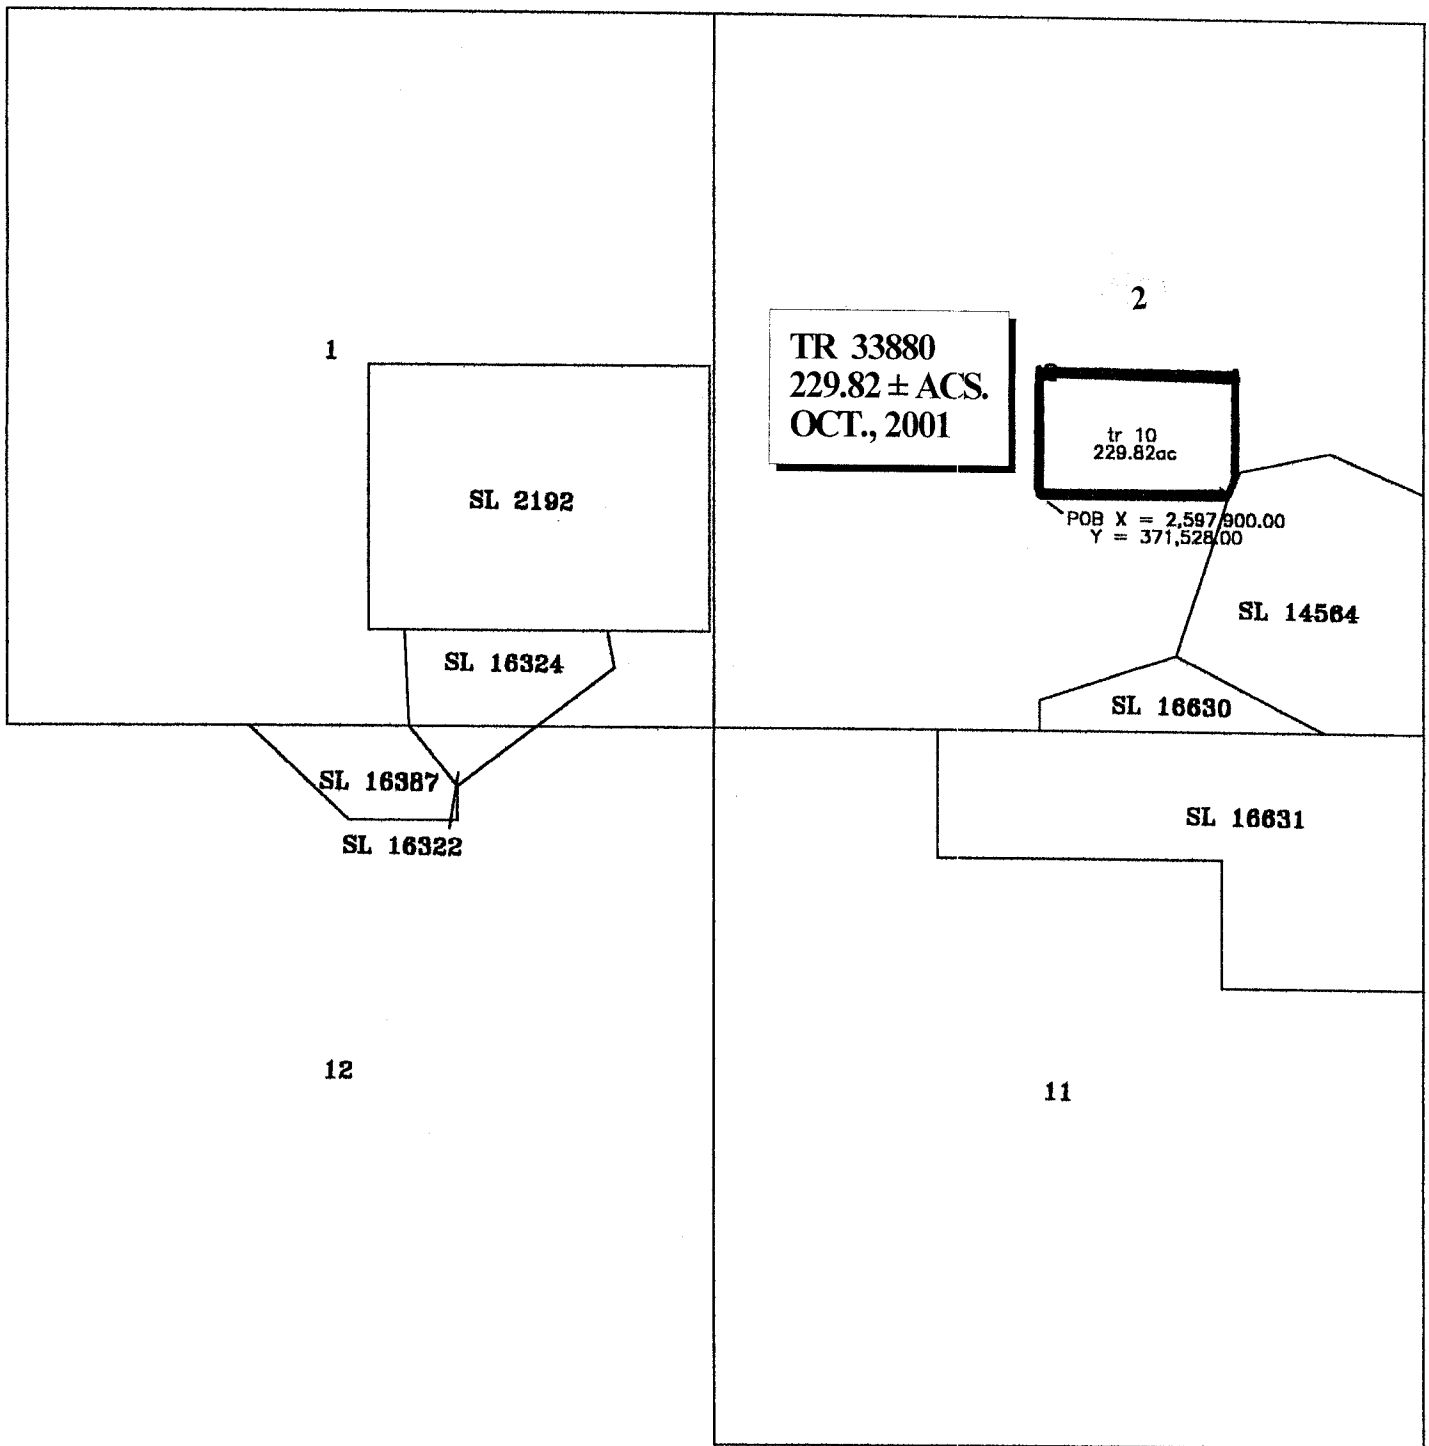 2
1
TR 33880
229.82 ± ACS.
OCT., 2001
tr 10
229.82ac
SL 2192
POB X = 2,597,900.00
Y = 371,528.00
SL 14564
SL 16324
SL 16630
SL 16387
SL 16631
SL 16322
12
11